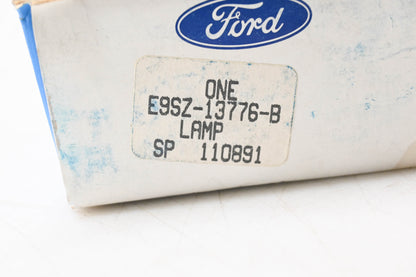 Ford
ONE
E9SZ-13776-B
LAMP
SP 110891